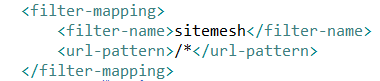 <filter-mapping>
    <filter-name>sitemesh</filter-name>
    <url-pattern>/*</url-pattern>
</filter-mapping>